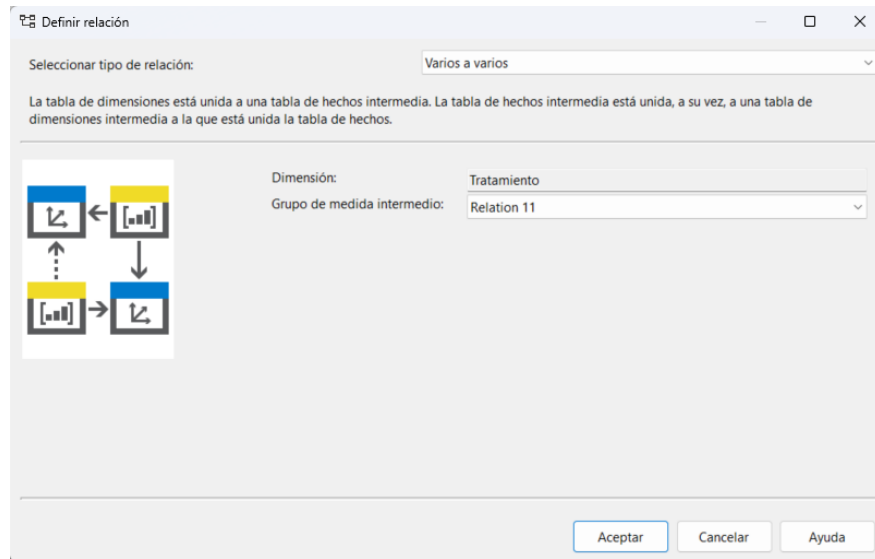 Definir relación
Seleccionar tipo de relación:
Varios a varios
La tabla de dimensiones está unida a una tabla de hechos intermedia. La tabla de hechos intermedia está unida, a su vez, a una tabla de
dimensiones intermedia a la que está unida la tabla de hechos.
Dimensión:
Tratamiento
Grupo de medida intermedio:
Relation 11
Aceptar
Cancelar
Ayuda